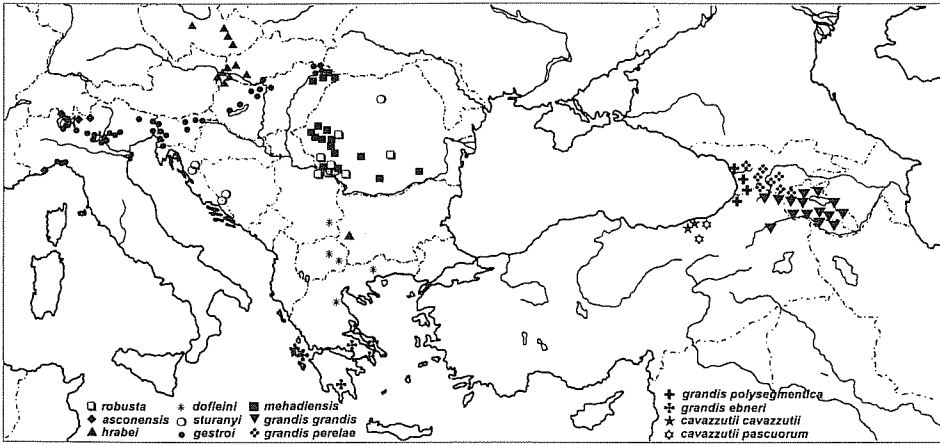 robusta
asconensis
hrabei
dofleini
sturanyi
gestroi
mehadiensis
grandis grandis
grandis perelae
grandis polysegmentica
grandis ebneri
cavazzutii cavazzutii
cavazzutii pascuorum